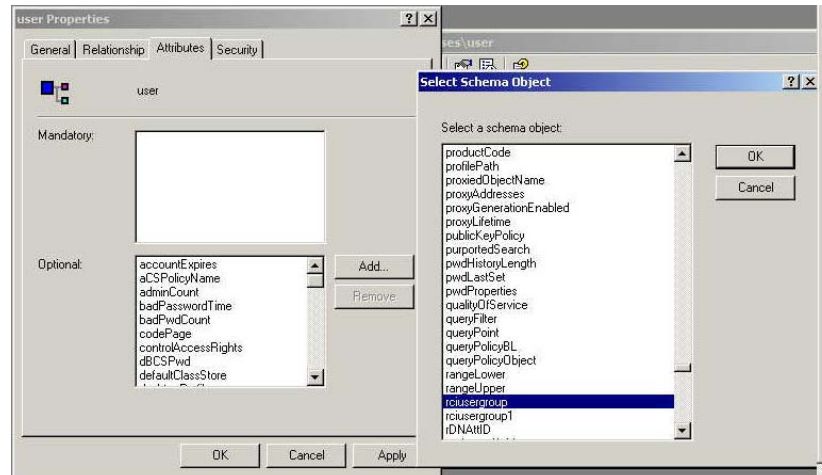 user Properties
General
Relationship
Attributes
Security
user
Mandatory:
Optional:
accountExpires
aCSPolicyName
adminCount
badPasswordTime
badPwdCount
codePage
controlAccessRights
dBCSPwd
defaultClassStore
Add...
Remove
OK
Cancel
Apply
ses\user
Select Schema Object
Select a schema object:
productCode
profilePath
proxiedObjectName
proxyAddresses
proxyGenerationEnabled
proxyLifetime
publicKeyPolicy
purportedSearch
pwdHistoryLength
pwdLastSet
pwdProperties
qualityOfService
queryFilter
queryPoint
queryPolicyBL
queryPolicyObject
rangeLower
rangeUpper
rciusergroup
rciusergroup1
rDNAttID
OK
Cancel